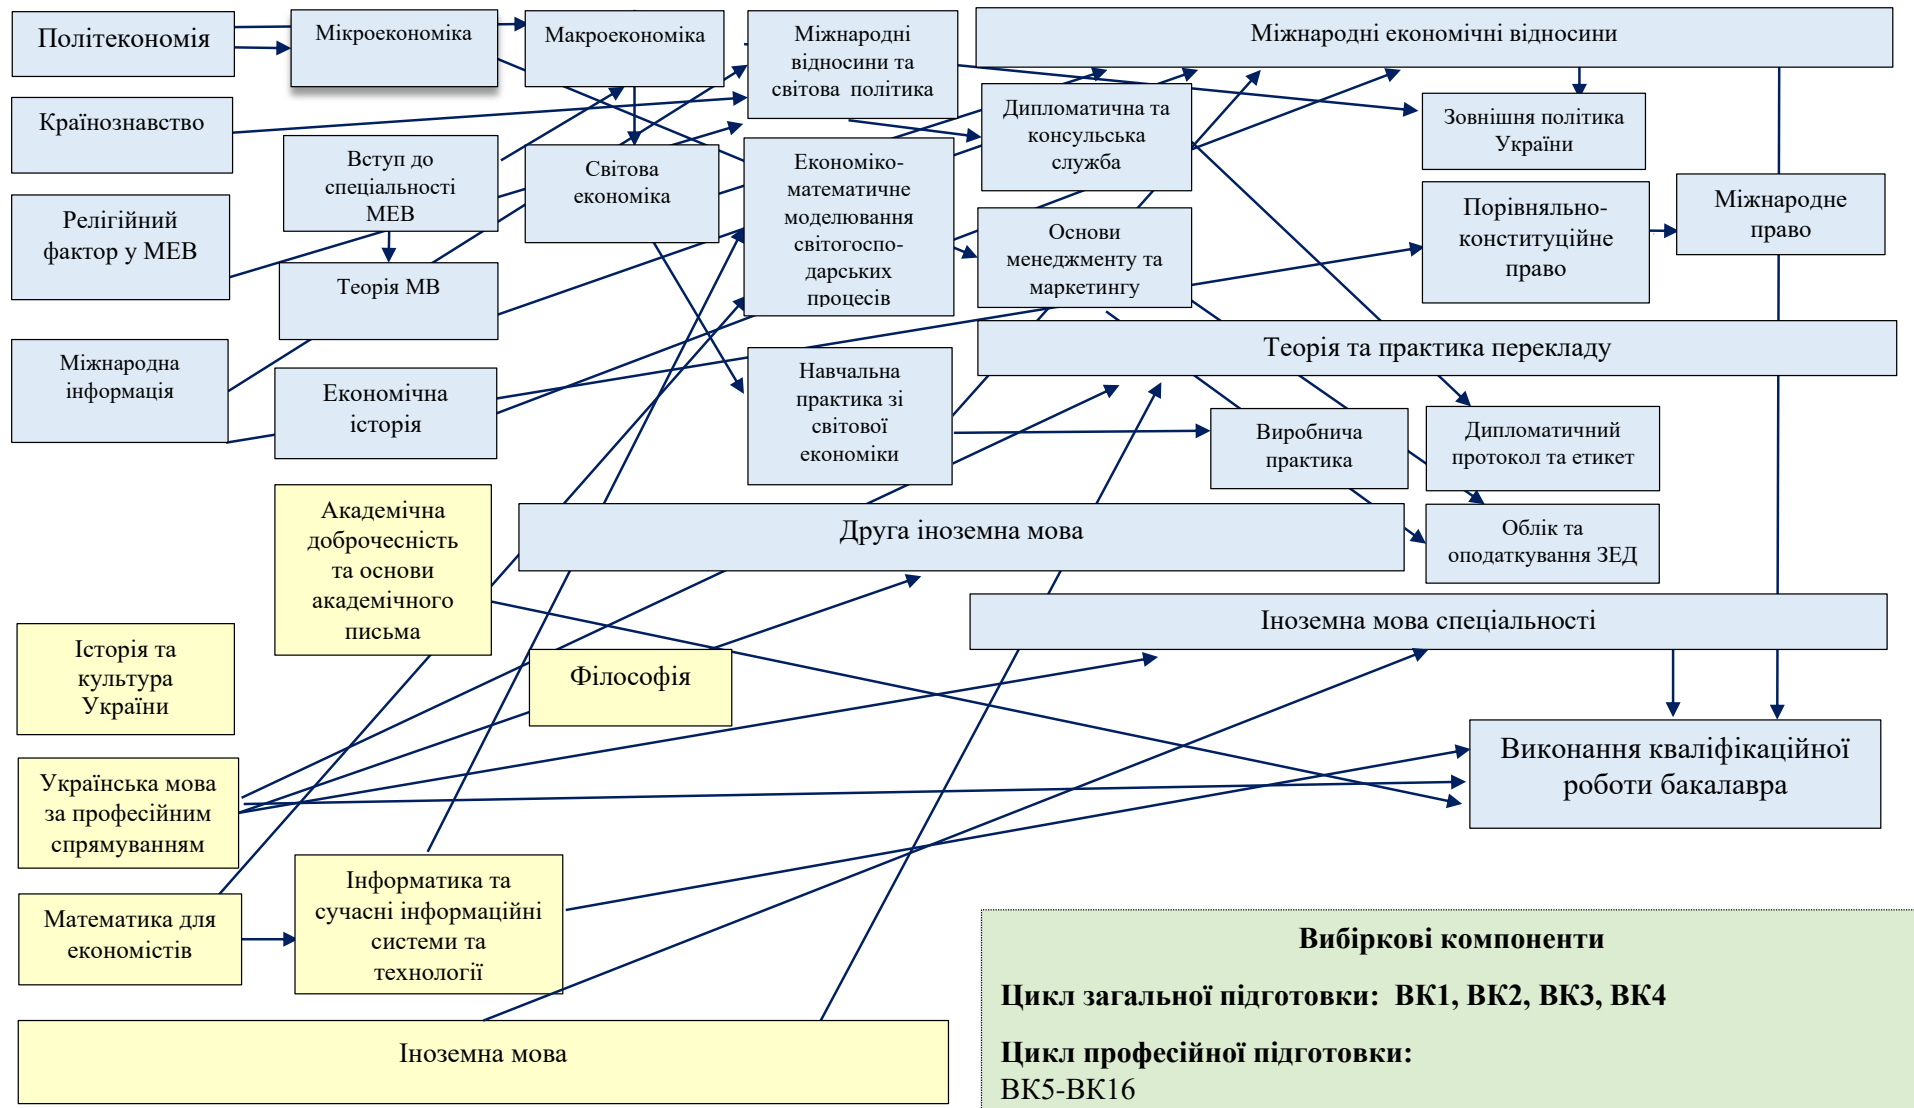 Політекономія
Мікроекономіка
Макроекономіка
Міжнародні
відносини та
світова політика
Міжнародні економічні відносини
Країнознавство
Вступ до
спеціальності
МЕВ
Світова
економіка
Економіко-
математичне
моделювання
світогоспо-
дарських
процесів
Дипломатична та
консульська
служба
Зовнішня політика
України
Релігійний
фактор у МЕВ
Теорія МВ
Основи
менеджменту та
маркетингу
Порівняльно-
конституційне
право
Міжнародне
право
Міжнародна
інформація
Економічна
історія
Навчальна
практика зі
світової
економіки
Теорія та практика перекладу
Виробнича
практика
Дипломатичний
протокол та етикет
Академічна
доброчесність
та основи
академічного
письма
Друга іноземна мова
Облік та
оподаткування ЗЕД
Історія та
культура
України
Філософія
Іноземна мова спеціальності
Українська мова
за професійним
спрямуванням
Виконання кваліфікаційної
роботи бакалавра
Математика для
економістів
Інформатика та
сучасні інформаційні
системи та
технології
Іноземна мова
Вибіркові компоненти
Цикл загальної підготовки: ВК1, ВК2, ВК3, ВК4
Цикл професійної підготовки:
ВК5-ВК16